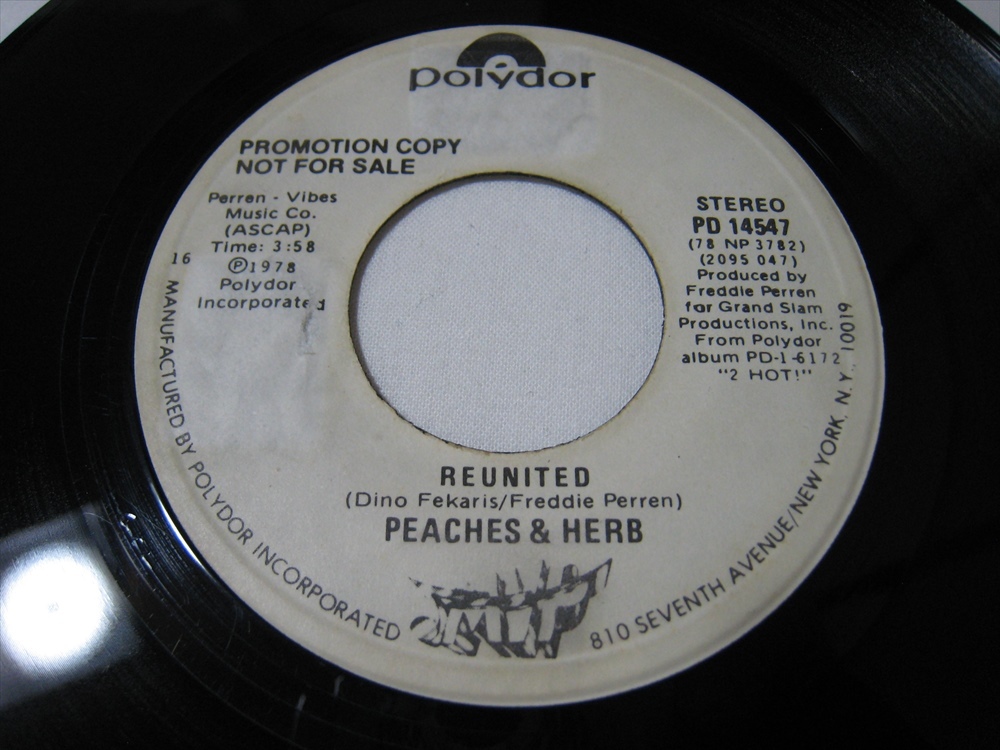 polydor
PROMOTION COPY
NOT FOR SALE
Perren - Vibes
Music Co.
(ASCAP)
Time: 3:58
℗1978
Polydor
Incorporated
16
STEREO
PD 14547
(78 NP 3782)
(2095 047)
Produced by
Freddie Perren
for Grand Slam
Productions, Inc.
From Polydor
album PD-1-6172
"2 HOT!"
REUNITED
(Dino Fekaris/Freddie Perren)
PEACHES & HERB
MANUFACTURED BY POLYDOR INCORPORATED
810 SEVENTH AVENUE/NEW YORK, N.Y. 10019